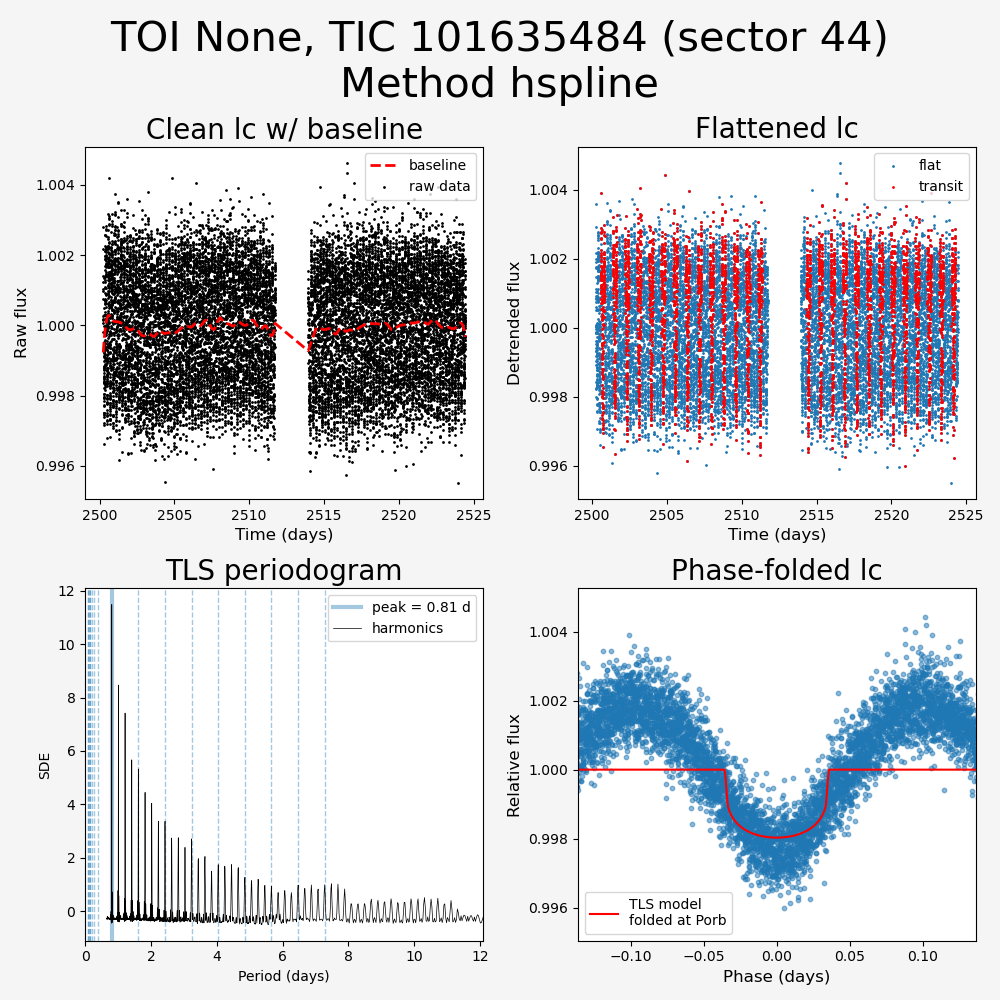 TOI None, TIC 101635484 (sector 44)
Method hspline
Clean lc w/ baseline
Flattened lc
baseline
raw data
flat
transit
Raw flux
1.004
1.002
1.000
0.998
0.996
2500
2505
2510
2515
2520
2525
Time (days)
Detrended flux
1.004
1.002
1.000
0.998
0.996
2500
2505
2510
2515
2520
2525
Time (days)
TLS periodogram
Phase-folded lc
peak = 0.81 d
harmonics
SDE
12
10
8
6
4
2
0
0
2
4
6
8
10
12
Period (days)
Relative flux
1.004
1.002
1.000
0.998
0.996
TLS model
folded at Porb
−0.10
−0.05
0.00
0.05
0.10
Phase (days)